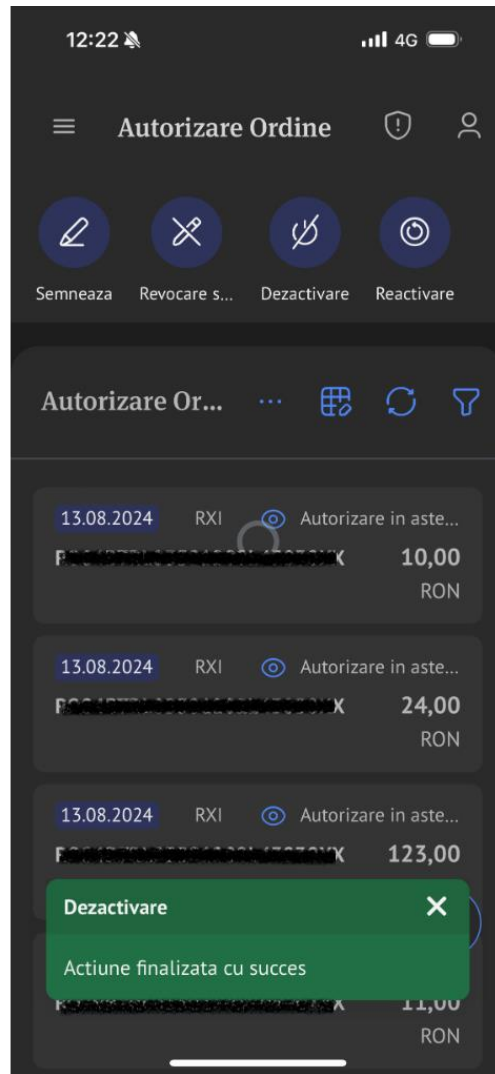 12:22
4G
Autorizare Ordine
Semneaza Revocare s... Dezactivare Reactivare
Autorizare Or... ...
13.08.2024 RXI Autorizare in aste...
10,00
RON
13.08.2024 RXI Autorizare in aste...
24,00
RON
13.08.2024 RXI Autorizare in aste...
123,00
Dezactivare
Actiune finalizata cu succes
11,00
RON